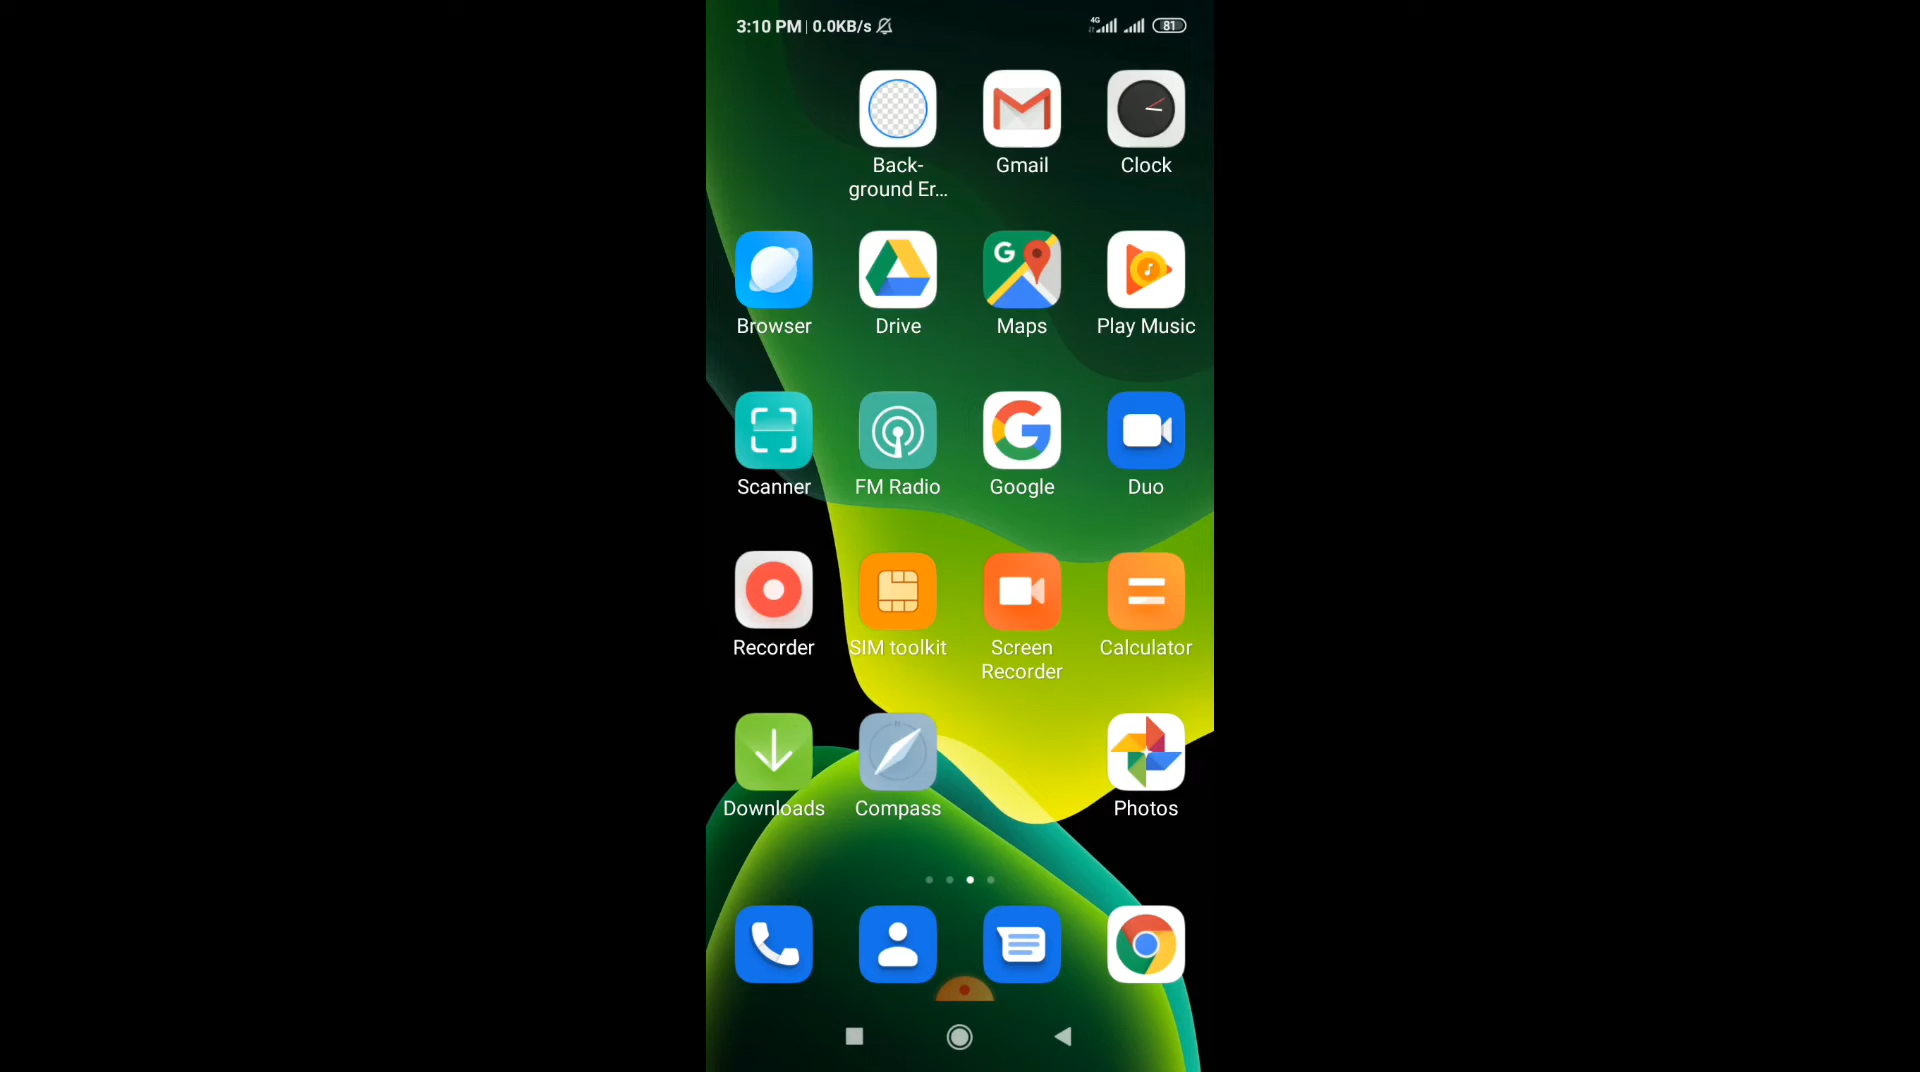 3:10 PM | 0.0KB/s
4G
81
Back-
ground Er...
Gmail
Clock
Browser
Drive
G
Maps
Play Music
Scanner
FM Radio
Google
Duo
Recorder
SIM toolkit
Screen
Recorder
Calculator
Downloads
Compass
Photos